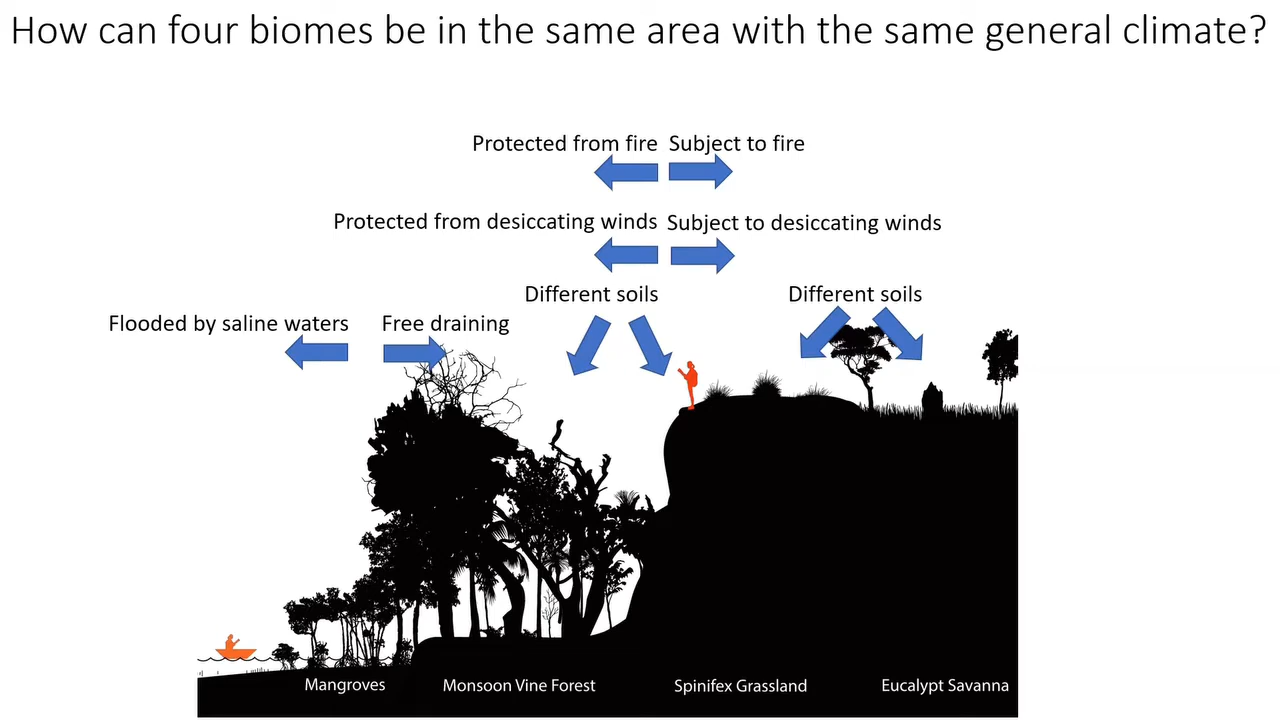 How can four biomes be in the same area with the same general climate?
Protected from fire Subject to fire
Protected from desiccating winds Subject to desiccating winds
Different soils Different soils
Flooded by saline waters Free draining
Mangroves Monsoon Vine Forest Spinifex Grassland Eucalypt Savanna